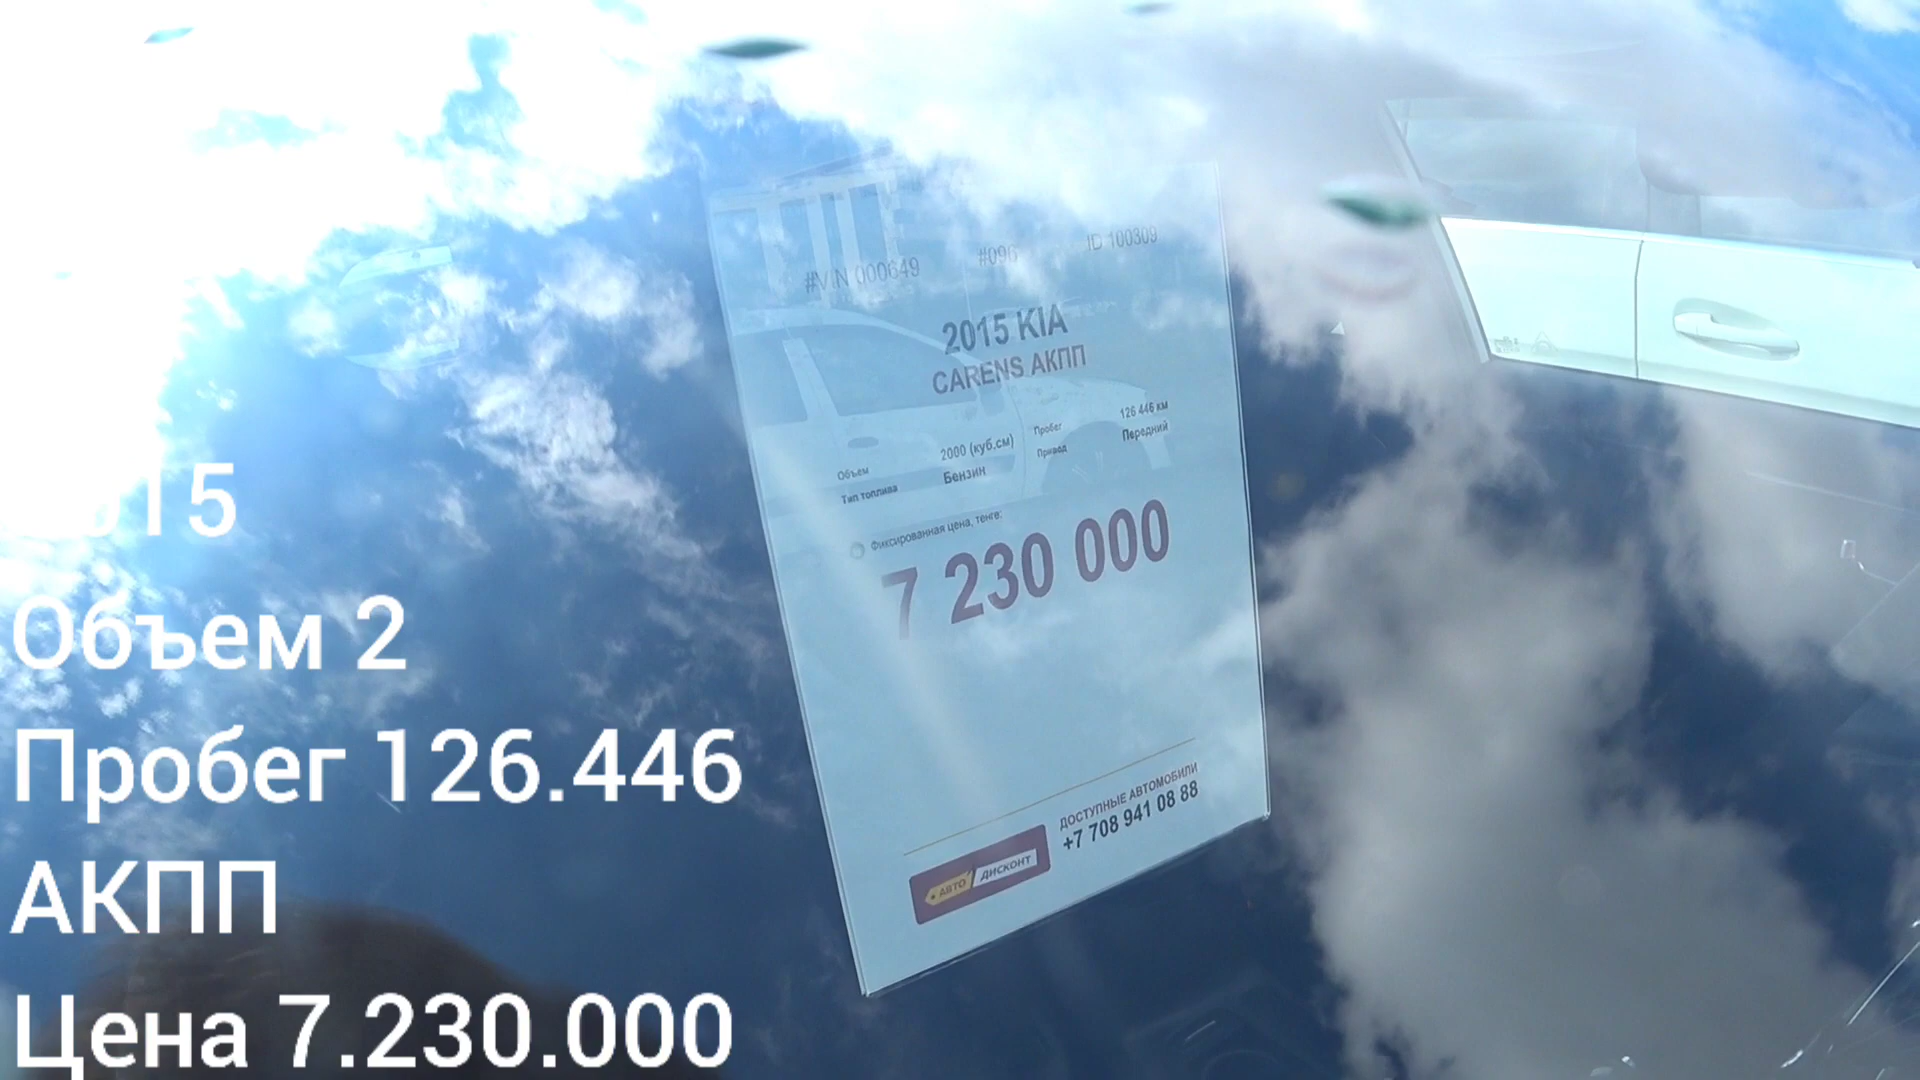 #VIN 000649 #096 ID 100309
2015 KIA
CARENS АКПП
Объем 2000 (куб.см) Пробег 126 446 км
Тип топлива Бензин Привод Передний
Фиксированная цена, тенге:
7 230 000
ДОСТУПНЫЕ АВТОМОБИЛИ
+7 708 941 08 88
АВТО ДИСКОНТ
2015
Объем 2
Пробег 126.446
АКПП
Цена 7.230.000